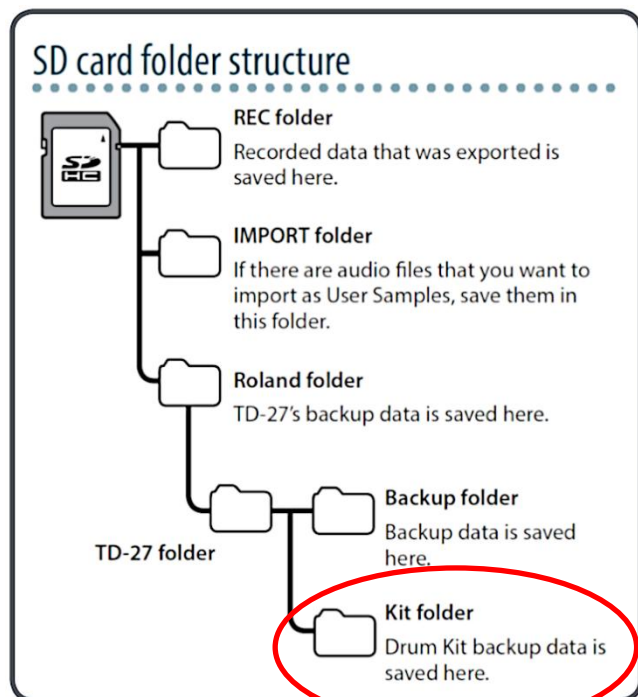 SD card folder structure
REC folder
Recorded data that was exported is
saved here.
SD
HC
IMPORT folder
If there are audio files that you want to
import as User Samples, save them in
this folder.
Roland folder
TD-27's backup data is saved here.
Backup folder
Backup data is saved
here.
TD-27 folder
Kit folder
Drum Kit backup data is
saved here.